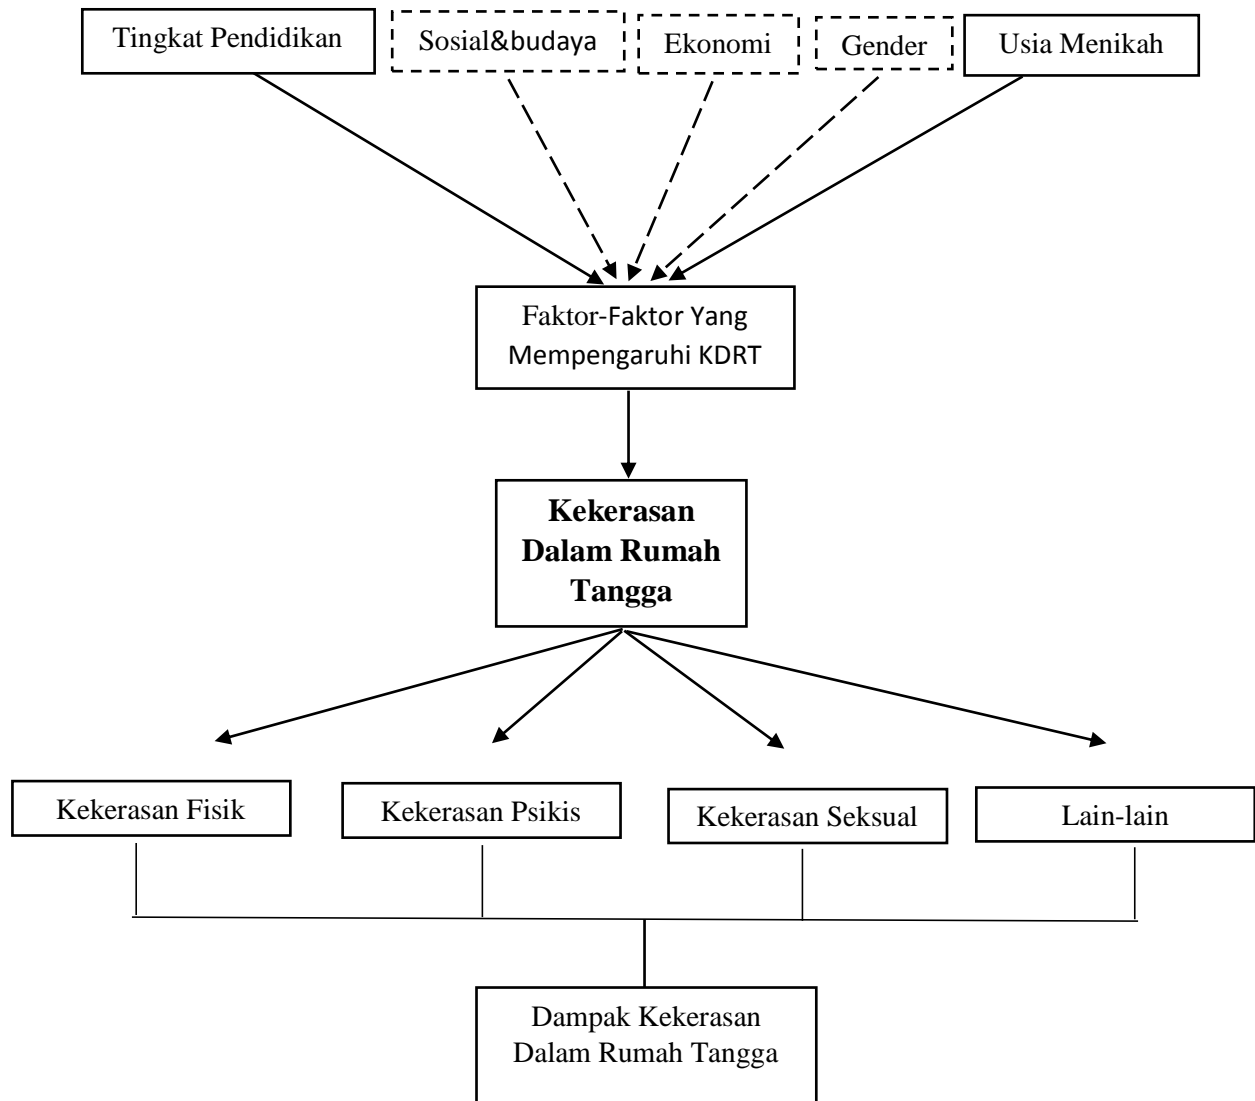 Tingkat Pendidikan
Sosial&budaya
Ekonomi
Gender
Usia Menikah
Faktor-Faktor Yang
Mempengaruhi KDRT
Kekerasan
Dalam Rumah
Tangga
Kekerasan Fisik
Kekerasan Psikis
Kekerasan Seksual
Lain-lain
Dampak Kekerasan
Dalam Rumah Tangga